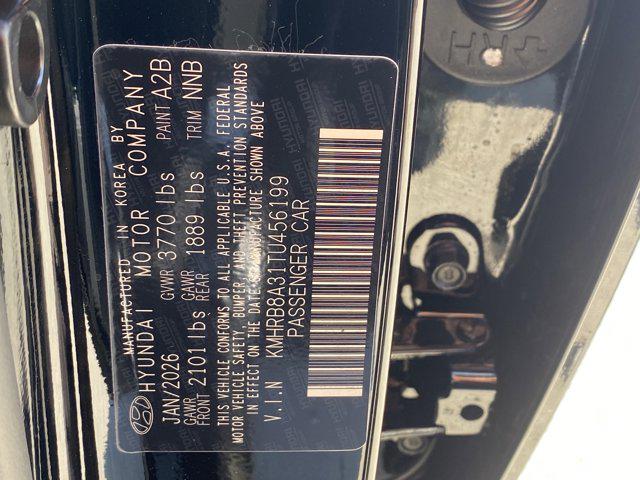 MANUFACTURED IN KOREA BY
HYUNDAI MOTOR COMPANY
JAN/2026 GVWR 3770 lbs PAINT A2B
GAWR FRONT 2101 lbs GAWR REAR 1889 lbs TRIM NNB
THIS VEHICLE CONFORMS TO ALL APPLICABLE U.S.A. FEDERAL
MOTOR VEHICLE SAFETY, BUMPER AND THEFT PREVENTION STANDARDS
IN EFFECT ON THE DATE OF MANUFACTURE SHOWN ABOVE
V.I.N KMHRB8A31TU456199
PASSENGER CAR